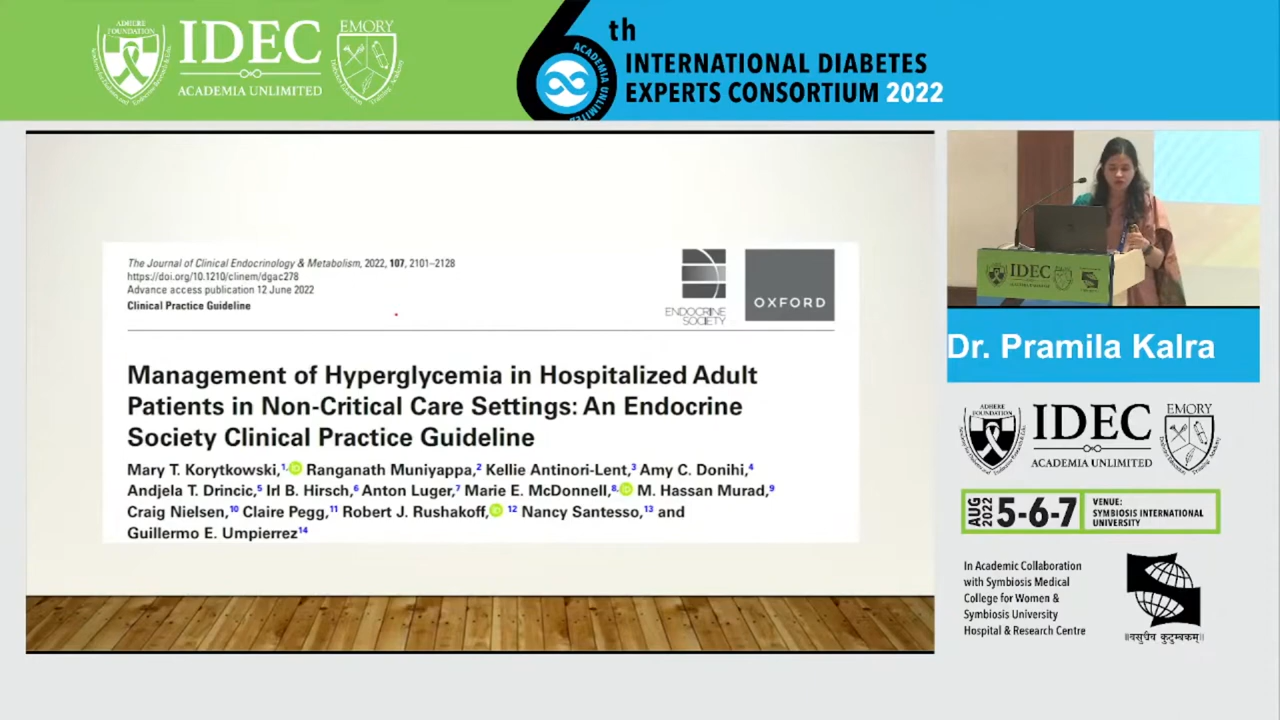 ADHERE
FOUNDATION
IDEC
ACADEMIA UNLIMITED
EMORY
6th
ACADEMIA UNLIMITED
INTERNATIONAL DIABETES
EXPERTS CONSORTIUM 2022
The Journal of Clinical Endocrinology & Metabolism, 2022, 107, 2101–2128
https://doi.org/10.1210/clinem/dgac278
Advance access publication 12 June 2022
Clinical Practice Guideline
ENDOCRINE
SOCIETY
OXFORD
Management of Hyperglycemia in Hospitalized Adult
Patients in Non-Critical Care Settings: An Endocrine
Society Clinical Practice Guideline
Mary T. Korytkowski,1, Ranganath Muniyappa,2 Kellie Antinori-Lent,3 Amy C. Donihi,4
Andjela T. Drincic,5 Irl B. Hirsch,6 Anton Luger,7 Marie E. McDonnell,8, M. Hassan Murad,9
Craig Nielsen,10 Claire Pegg,11 Robert J. Rushakoff, 12 Nancy Santesso,13 and
Guillermo E. Umpierrez14
IDEC
Dr. Pramila Kalra
ADHERE
FOUNDATION
IDEC
ACADEMIA UNLIMITED
EMORY
AUG
2022
5-6-7
VENUE:
SYMBIOSIS INTERNATIONAL
UNIVERSITY
In Academic Collaboration
with Symbiosis Medical
College for Women &
Symbiosis University
Hospital & Research Centre
॥वसुधैव कुटुम्बकम्॥